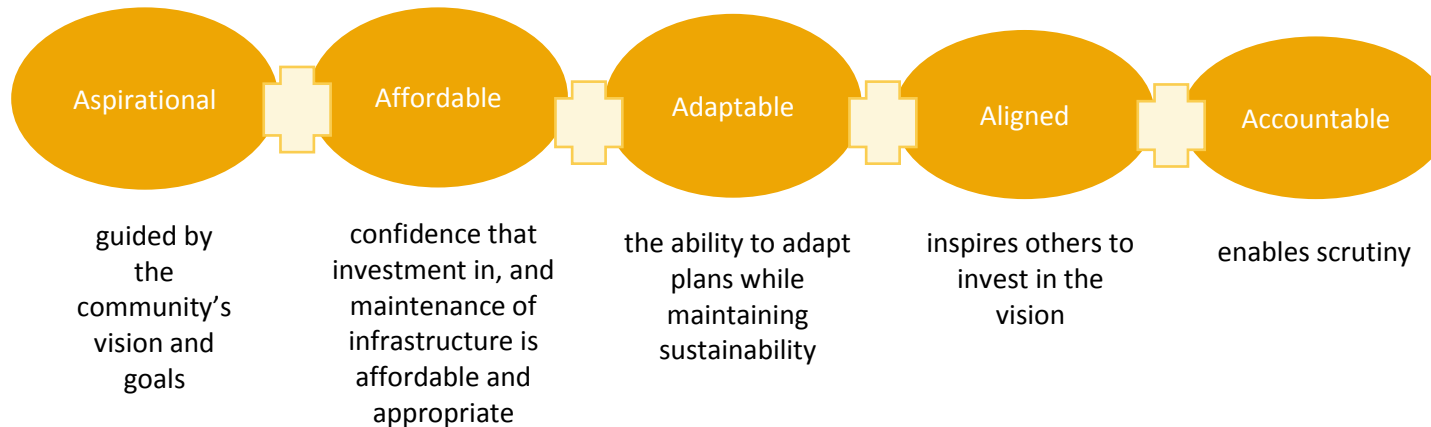 Aspirational
Affordable
Adaptable
Aligned
Accountable
guided by
the
community’s
vision and
goals
confidence that
investment in, and
maintenance of
infrastructure is
affordable and
appropriate
the ability to adapt
plans while
maintaining
sustainability
inspires others to
invest in the
vision
enables scrutiny